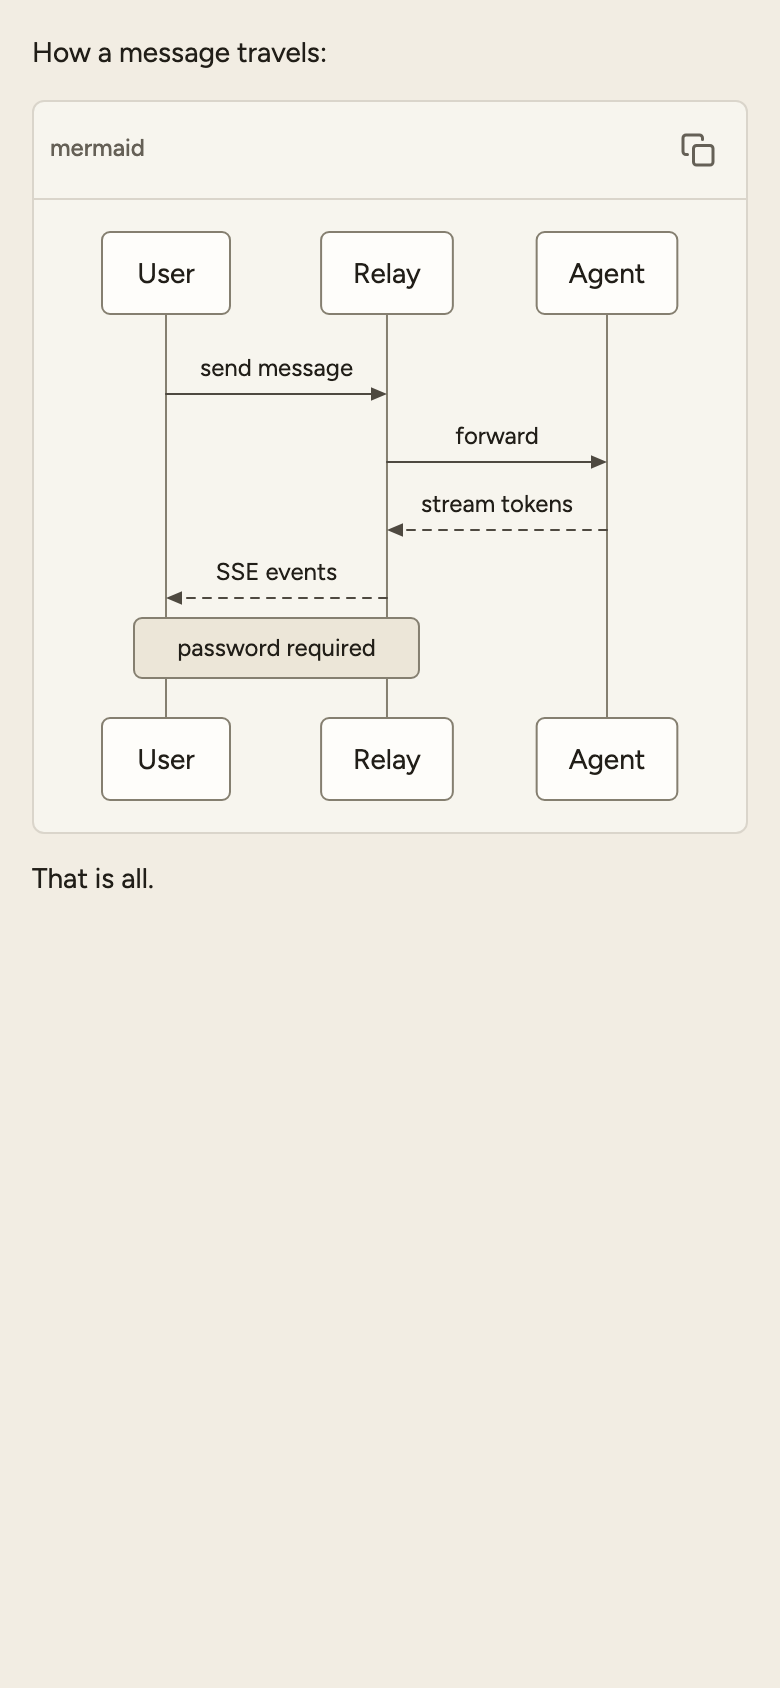 How a message travels:
mermaid
User
Relay
Agent
send message
forward
stream tokens
SSE events
password required
User
Relay
Agent
That is all.